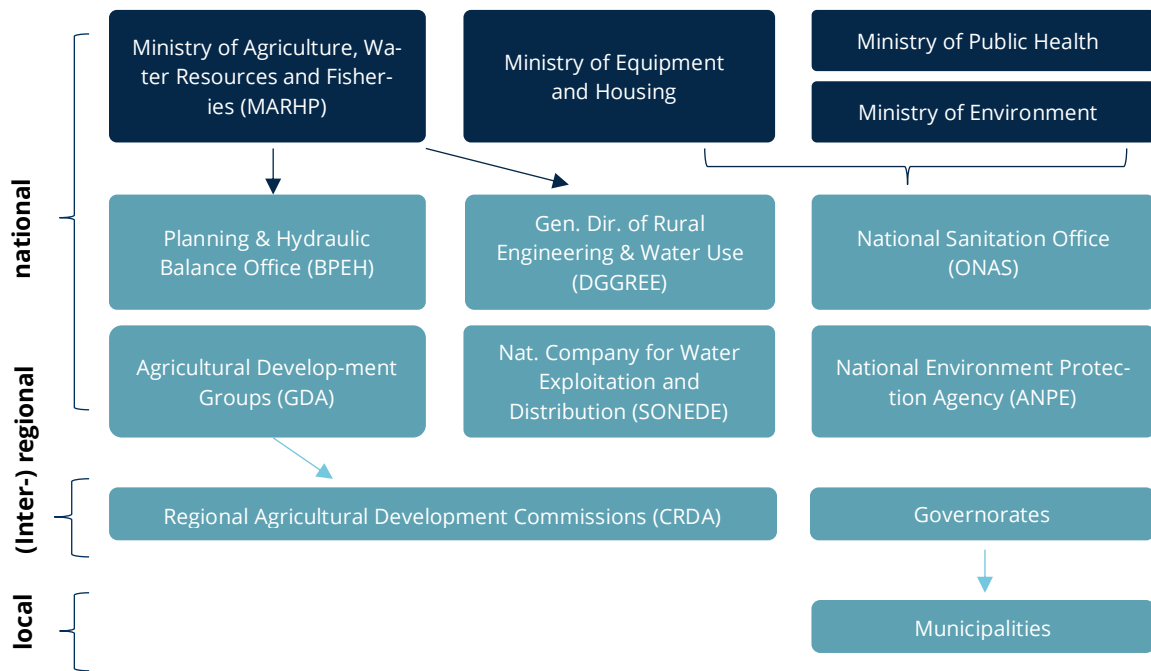 Ministry of Agriculture, Wa-
ter Resources and Fisher-
ies (MARHP)
Ministry of Equipment
and Housing
Ministry of Public Health
Ministry of Environment
national
Planning & Hydraulic
Balance Office (BPEH)
Gen. Dir. of Rural
Engineering & Water Use
(DGGREE)
National Sanitation Office
(ONAS)
Agricultural Develop-ment
Groups (GDA)
Nat. Company for Water
Exploitation and
Distribution (SONEDE)
National Environment Protec-
tion Agency (ANPE)
(Inter-) regional
Regional Agricultural Development Commissions (CRDA)
Governorates
local
Municipalities